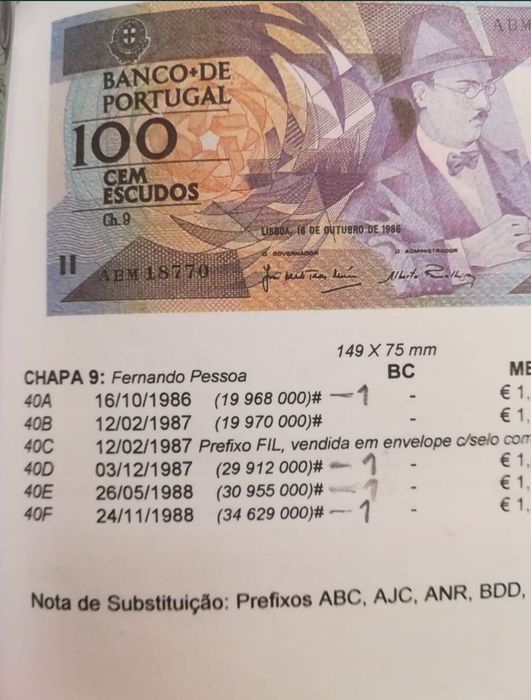 ABM
BANCO DE
PORTUGAL
100
CEM
ESCUDOS
Ch. 9
LISBOA, 16 DE OUTUBRO DE 1986
O GOVERNADOR O ADMINISTRADOR
ABM 18770
149 X 75 mm
CHAPA 9: Fernando Pessoa BC
40A 16/10/1986 (19 968 000)# - 1 - € 1,
40B 12/02/1987 (19 970 000)# - € 1,
40C 12/02/1987 Prefixo FIL, vendida em envelope c/selo com
40D 03/12/1987 (29 912 000)# - 1 - € 1,
40E 26/05/1988 (30 955 000)# - 1 - € 1,
40F 24/11/1988 (34 629 000)# - 1 - € 1,
Nota de Substituição: Prefixos ABC, AJC, ANR, BDD,